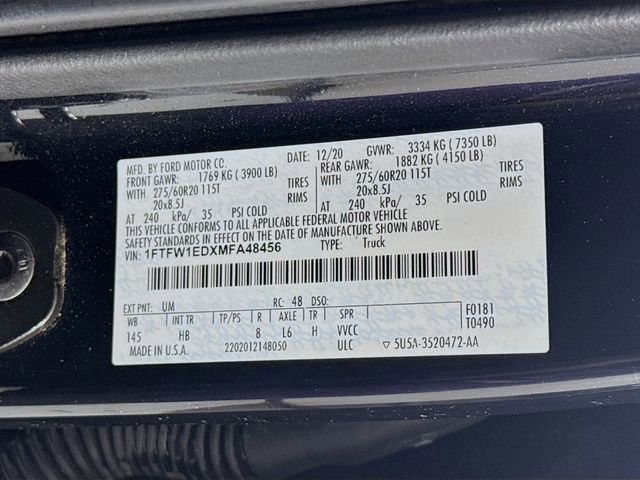 MFD. BY FORD MOTOR CO. DATE: 12/20 GVWR: 3334 KG (7350 LB)
FRONT GAWR: 1769 KG (3900 LB) REAR GAWR: 1882 KG (4150 LB)
WITH 275/60R20 115T TIRES WITH 275/60R20 115T TIRES
20x8.5J RIMS 20x8.5J RIMS
AT 240 kPa/ 35 PSI COLD AT 240 kPa/ 35 PSI COLD
THIS VEHICLE CONFORMS TO ALL APPLICABLE FEDERAL MOTOR VEHICLE
SAFETY STANDARDS IN EFFECT ON THE DATE OF MANUFACTURE SHOWN ABOVE.
VIN: 1FTFW1EDXMFA48456 TYPE: Truck
EXT PNT: UM RC: 48 DSO: F0181
WB INT TR TP/PS R AXLE TR SPR T0490
145 HB 8 L6 H VVCC
MADE IN U.S.A. 2202012148050 ULC ▽ 5U5A-3520472-AA